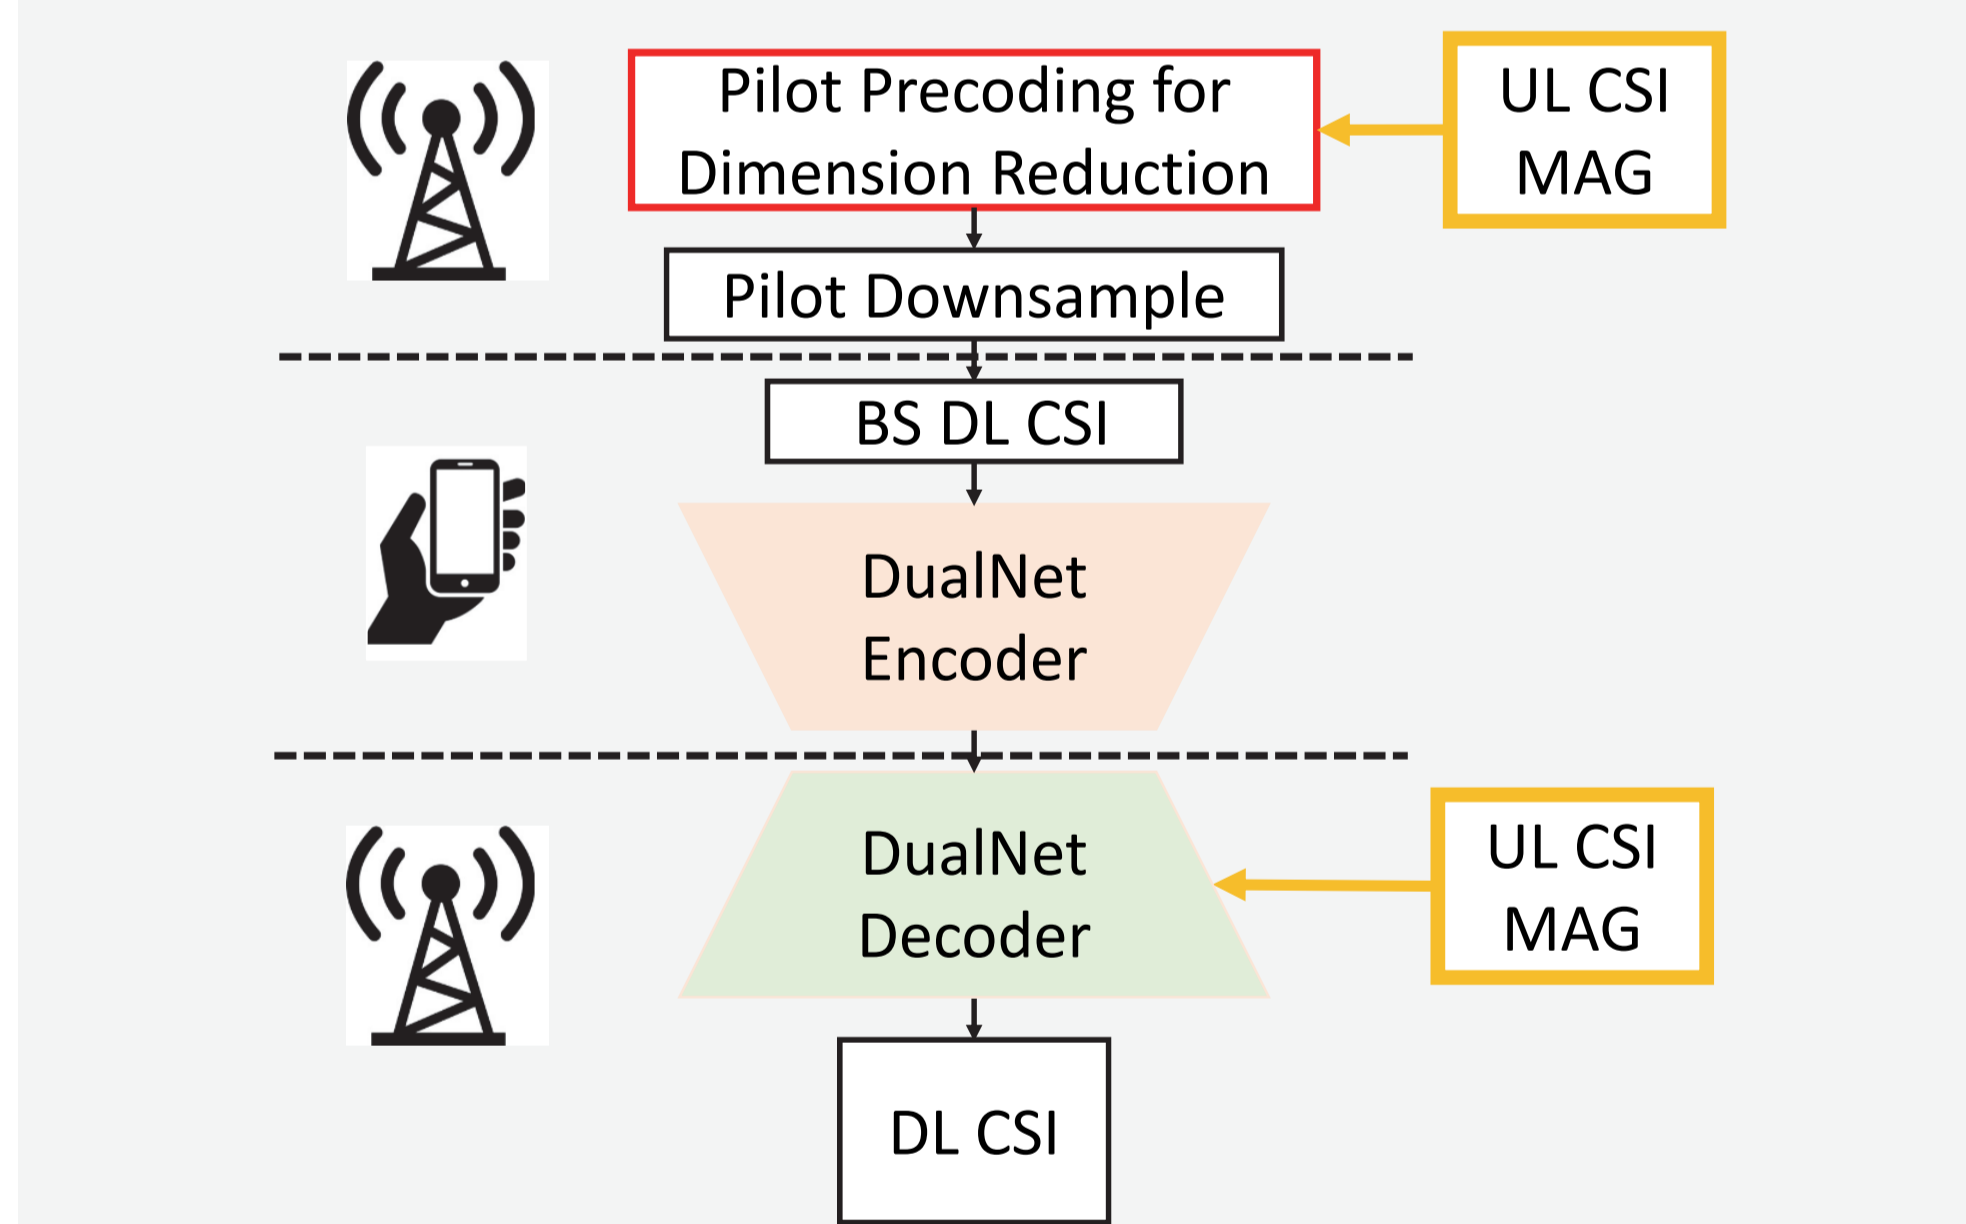 Pilot Precoding for
Dimension Reduction
UL CSI
MAG
Pilot Downsample
BS DL CSI
DualNet
Encoder
DualNet
Decoder
UL CSI
MAG
DL CSI